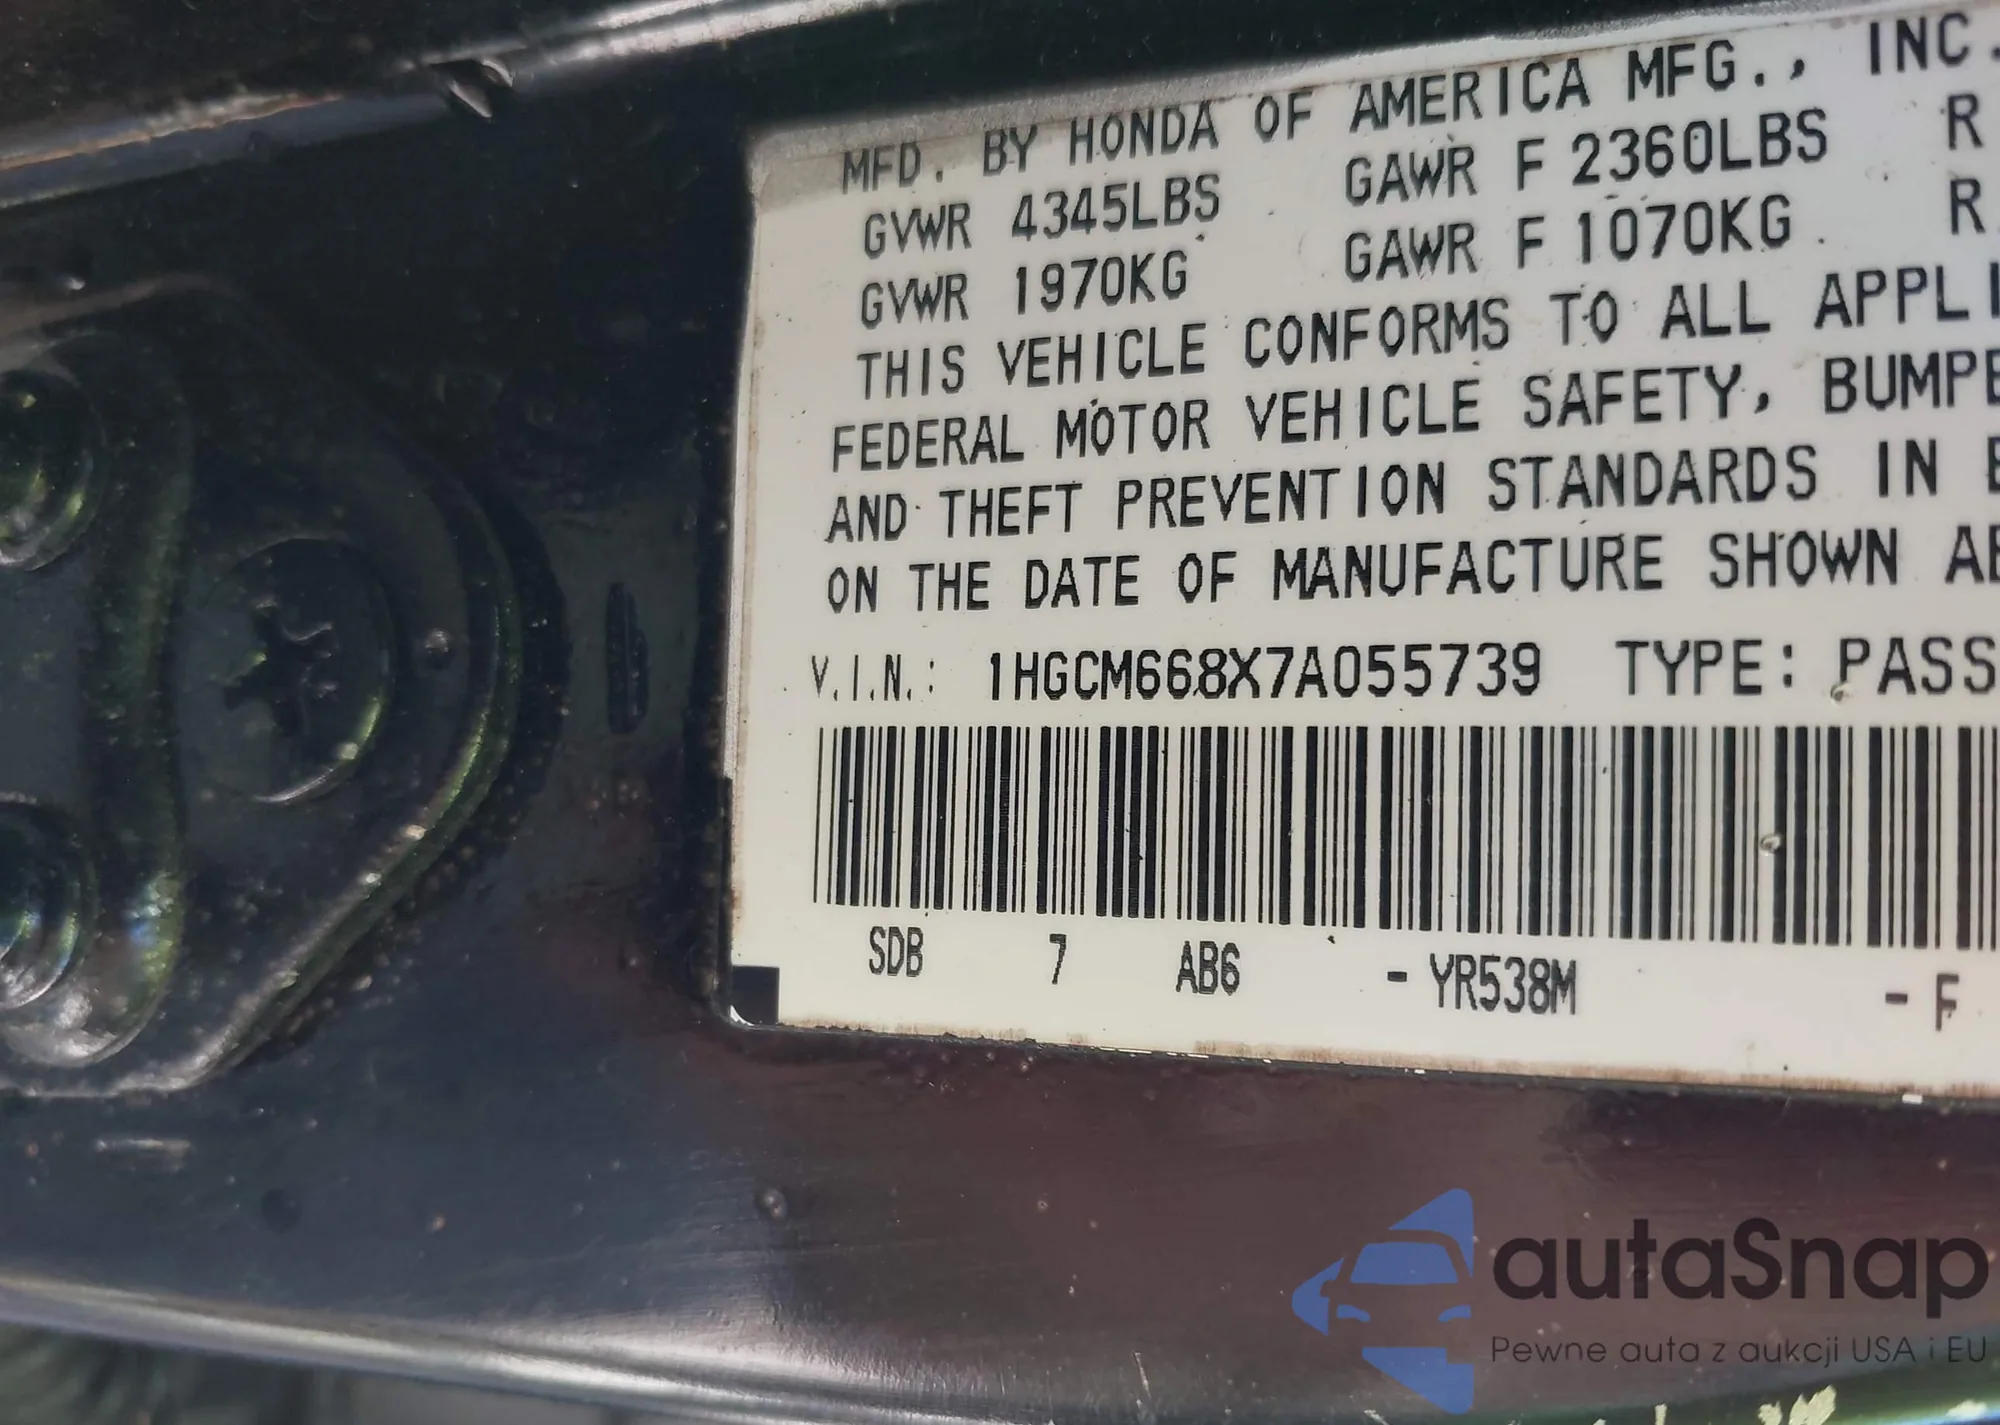 MFD. BY HONDA OF AMERICA MFG., INC.
GVWR 4345LBS GAWR F 2360LBS R
GVWR 1970KG GAWR F 1070KG R
THIS VEHICLE CONFORMS TO ALL APPLI
FEDERAL MOTOR VEHICLE SAFETY, BUMPE
AND THEFT PREVENTION STANDARDS IN E
ON THE DATE OF MANUFACTURE SHOWN AB
V.I.N.: 1HGCM668X7A055739 TYPE: PASS
SDB 7 AB6 - YR538M - F
autaSnap
Pewne auta z aukcji USA i EU